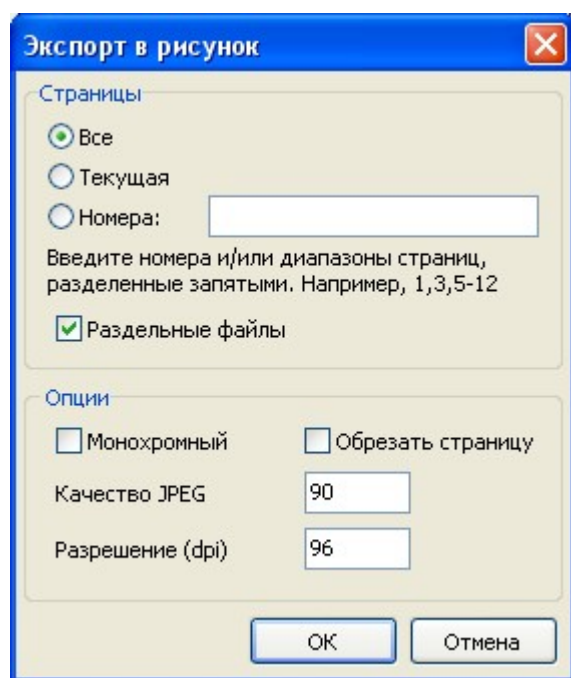 Экспорт в рисунок
Страницы
Все
Текущая
Номера:
Введите номера и/или диапазоны страниц,
разделенные запятыми. Например, 1,3,5-12
Раздельные файлы
Опции
Монохромный Обрезать страницу
Качество JPEG 90
Разрешение (dpi) 96
ОК Отмена